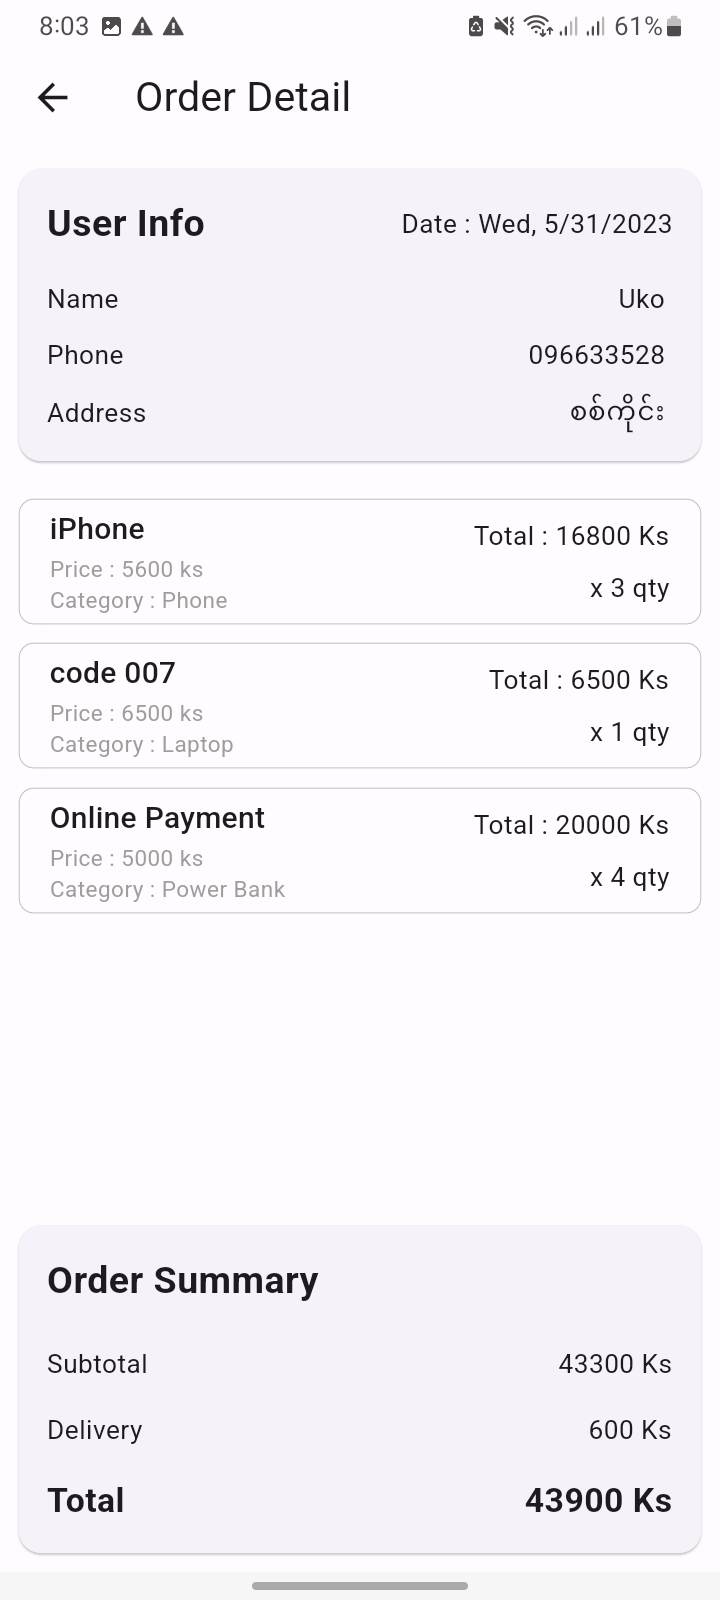 8:03 61%
Order Detail
User Info Date : Wed, 5/31/2023
Name Uko
Phone 096633528
Address စစ်ကိုင်း
iPhone Total : 16800 Ks
Price : 5600 ks
Category : Phone x 3 qty
code 007 Total : 6500 Ks
Price : 6500 ks
Category : Laptop x 1 qty
Online Payment Total : 20000 Ks
Price : 5000 ks
Category : Power Bank x 4 qty
Order Summary
Subtotal 43300 Ks
Delivery 600 Ks
Total 43900 Ks